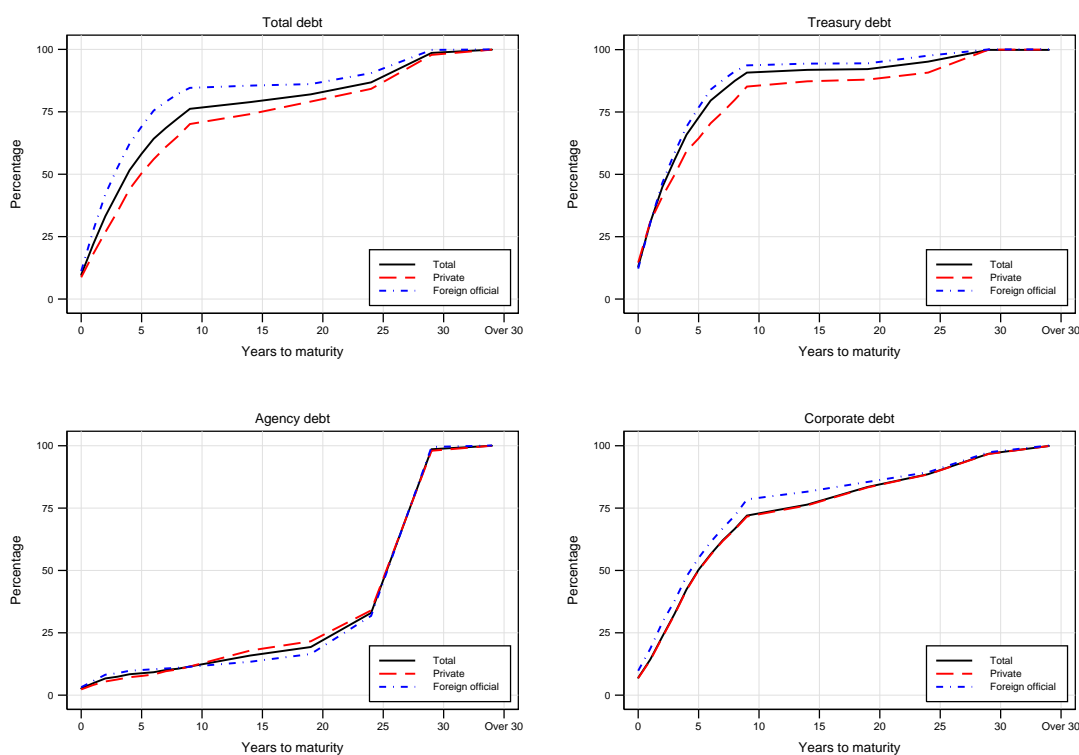 Total debt
Percentage
100
75
50
25
0
0 5 10 15 20 25 30 Over 30
Years to maturity
Total
Private
Foreign official
Treasury debt
Percentage
100
75
50
25
0
0 5 10 15 20 25 30 Over 30
Years to maturity
Total
Private
Foreign official
Agency debt
Percentage
100
75
50
25
0
0 5 10 15 20 25 30 Over 30
Years to maturity
Total
Private
Foreign official
Corporate debt
Percentage
100
75
50
25
0
0 5 10 15 20 25 30 Over 30
Years to maturity
Total
Private
Foreign official